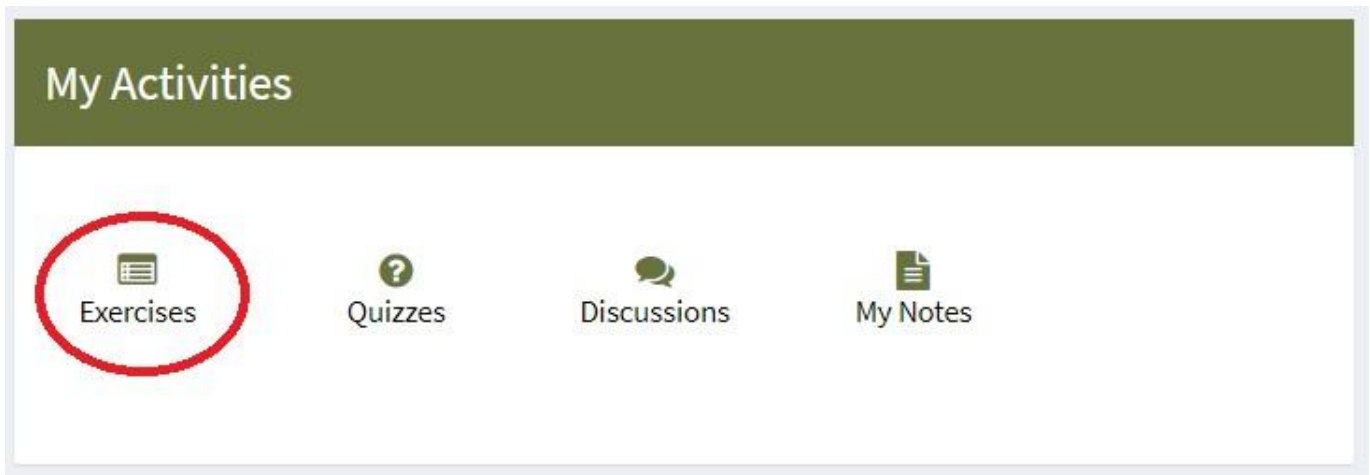 My Activities
Exercises
Quizzes
Discussions
My Notes